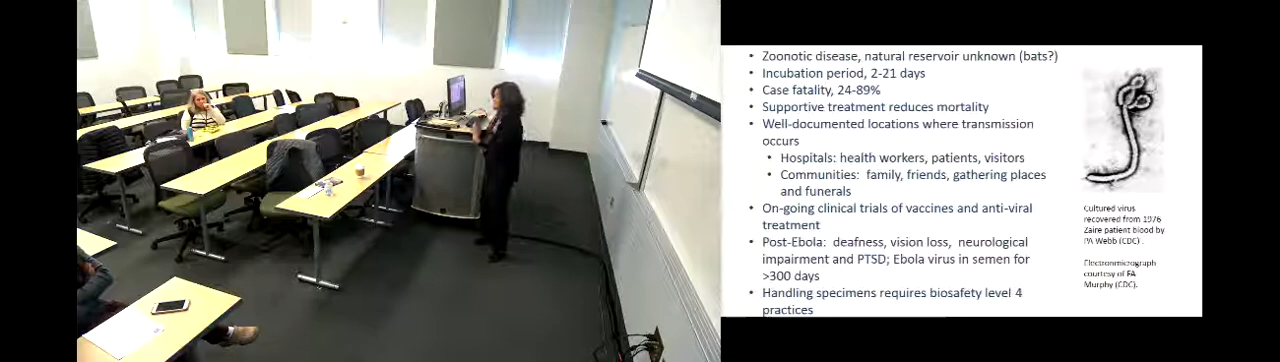 • Zoonotic disease, natural reservoir unknown (bats?)
• Incubation period, 2-21 days
• Case fatality, 24-89%
• Supportive treatment reduces mortality
• Well-documented locations where transmission
occurs
• Hospitals: health workers, patients, visitors
• Communities: family, friends, gathering places
and funerals
• On-going clinical trials of vaccines and anti-viral
treatment
• Post-Ebola: deafness, vision loss, neurological
impairment and PTSD; Ebola virus in semen for
>300 days
• Handling specimens requires biosafety level 4
practices
Cultured virus
recovered from 1976
Zaire patient blood by
PA Webb (CDC) .
Electronmicrograph
courtesy of FA
Murphy (CDC).